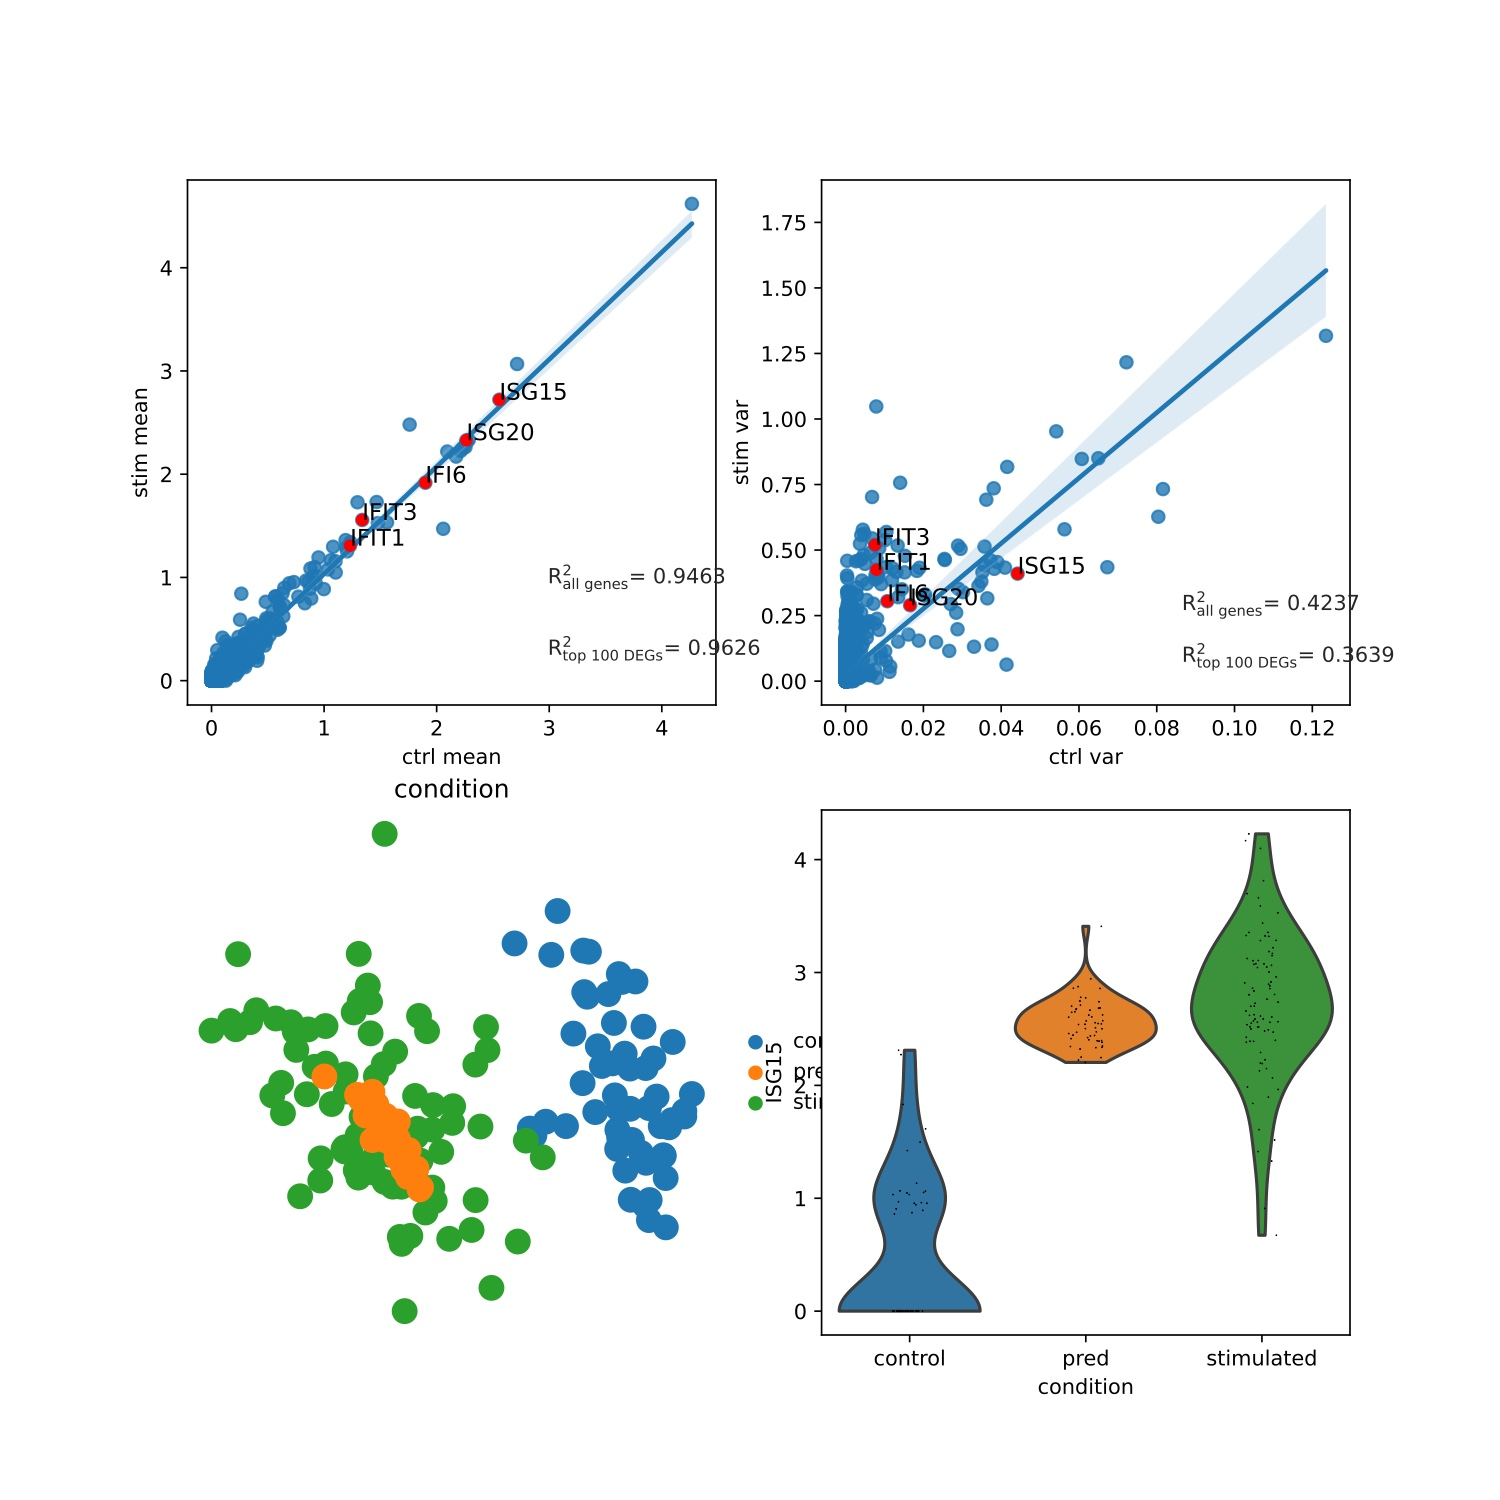 4
3
2
1
0
stim mean
ISG15
ISG20
IFI6
IFIT3
IFIT1
R²all genes= 0.9463
R²top 100 DEGs= 0.9626
0 1 2 3 4
ctrl mean
1.75
1.50
1.25
1.00
0.75
0.50
0.25
0.00
stim var
IFIT3
IFIT1
ISG15
IFI6
ISG20
R²all genes= 0.4237
R²top 100 DEGs= 0.3639
0.00 0.02 0.04 0.06 0.08 0.10 0.12
ctrl var
condition
con
pre
stin
ISG15
4
3
2
1
0
control pred stimulated
condition